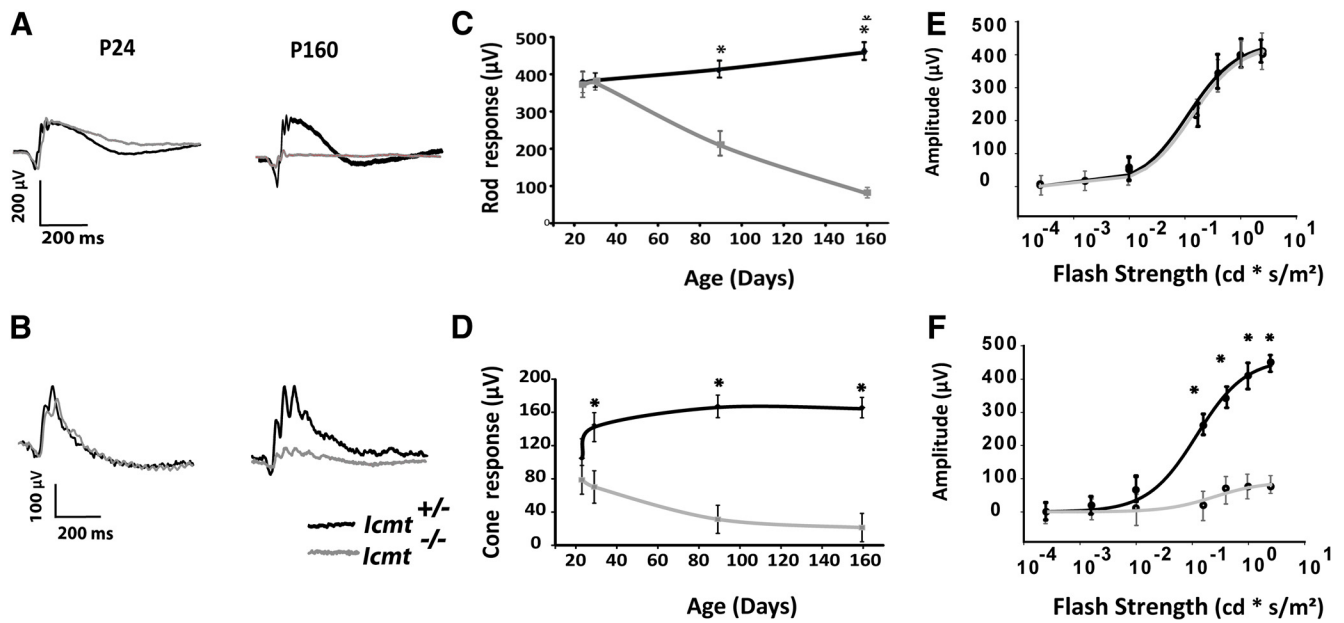 A
P24
P160
200 µV
200 ms
B
100 µV
200 ms
lcmt +/-
lcmt -/-
C
Rod response (µV)
500
400
300
200
100
0
20 40 60 80 100 120 140 160
Age (Days)
*
*
*
D
Cone response (µV)
200
160
120
80
40
0
20 40 60 80 100 120 140 160
Age (Days)
* * *
E
Amplitude (µV)
500
400
300
200
100
0
10-4 10-3 10-2 10-1 100 101
Flash Strength (cd * s/m²)
F
Amplitude (µV)
500
400
300
200
100
0
10-4 10-3 10-2 10-1 100 101
Flash Strength (cd * s/m²)
* * * *